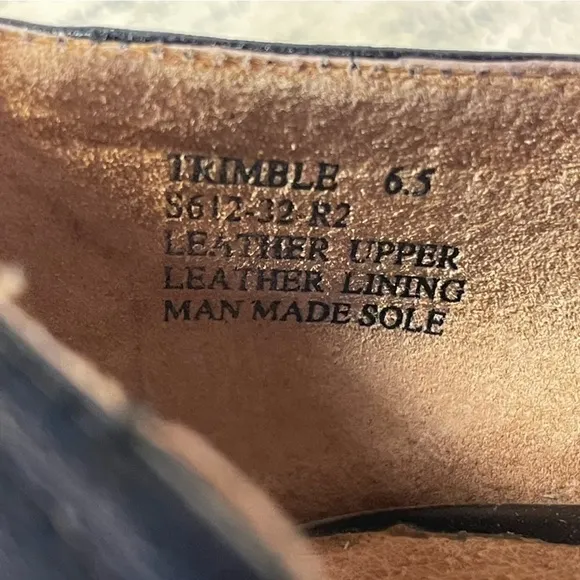 TRIMBLE 6.5
S612-32-R2
LEATHER UPPER
LEATHER LINING
MAN MADE SOLE